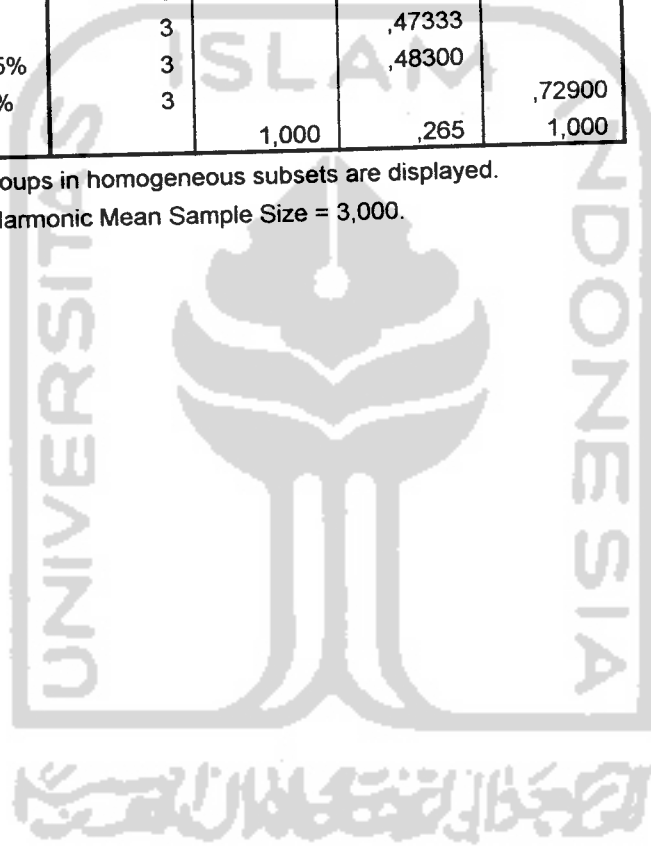 3 ,47333
5% 3 ,48300
% 3 ,72900
1,000 ,265 1,000
oups in homogeneous subsets are displayed.
Harmonic Mean Sample Size = 3,000.
ISLAM
UNIVERSITAS
INDONESIA